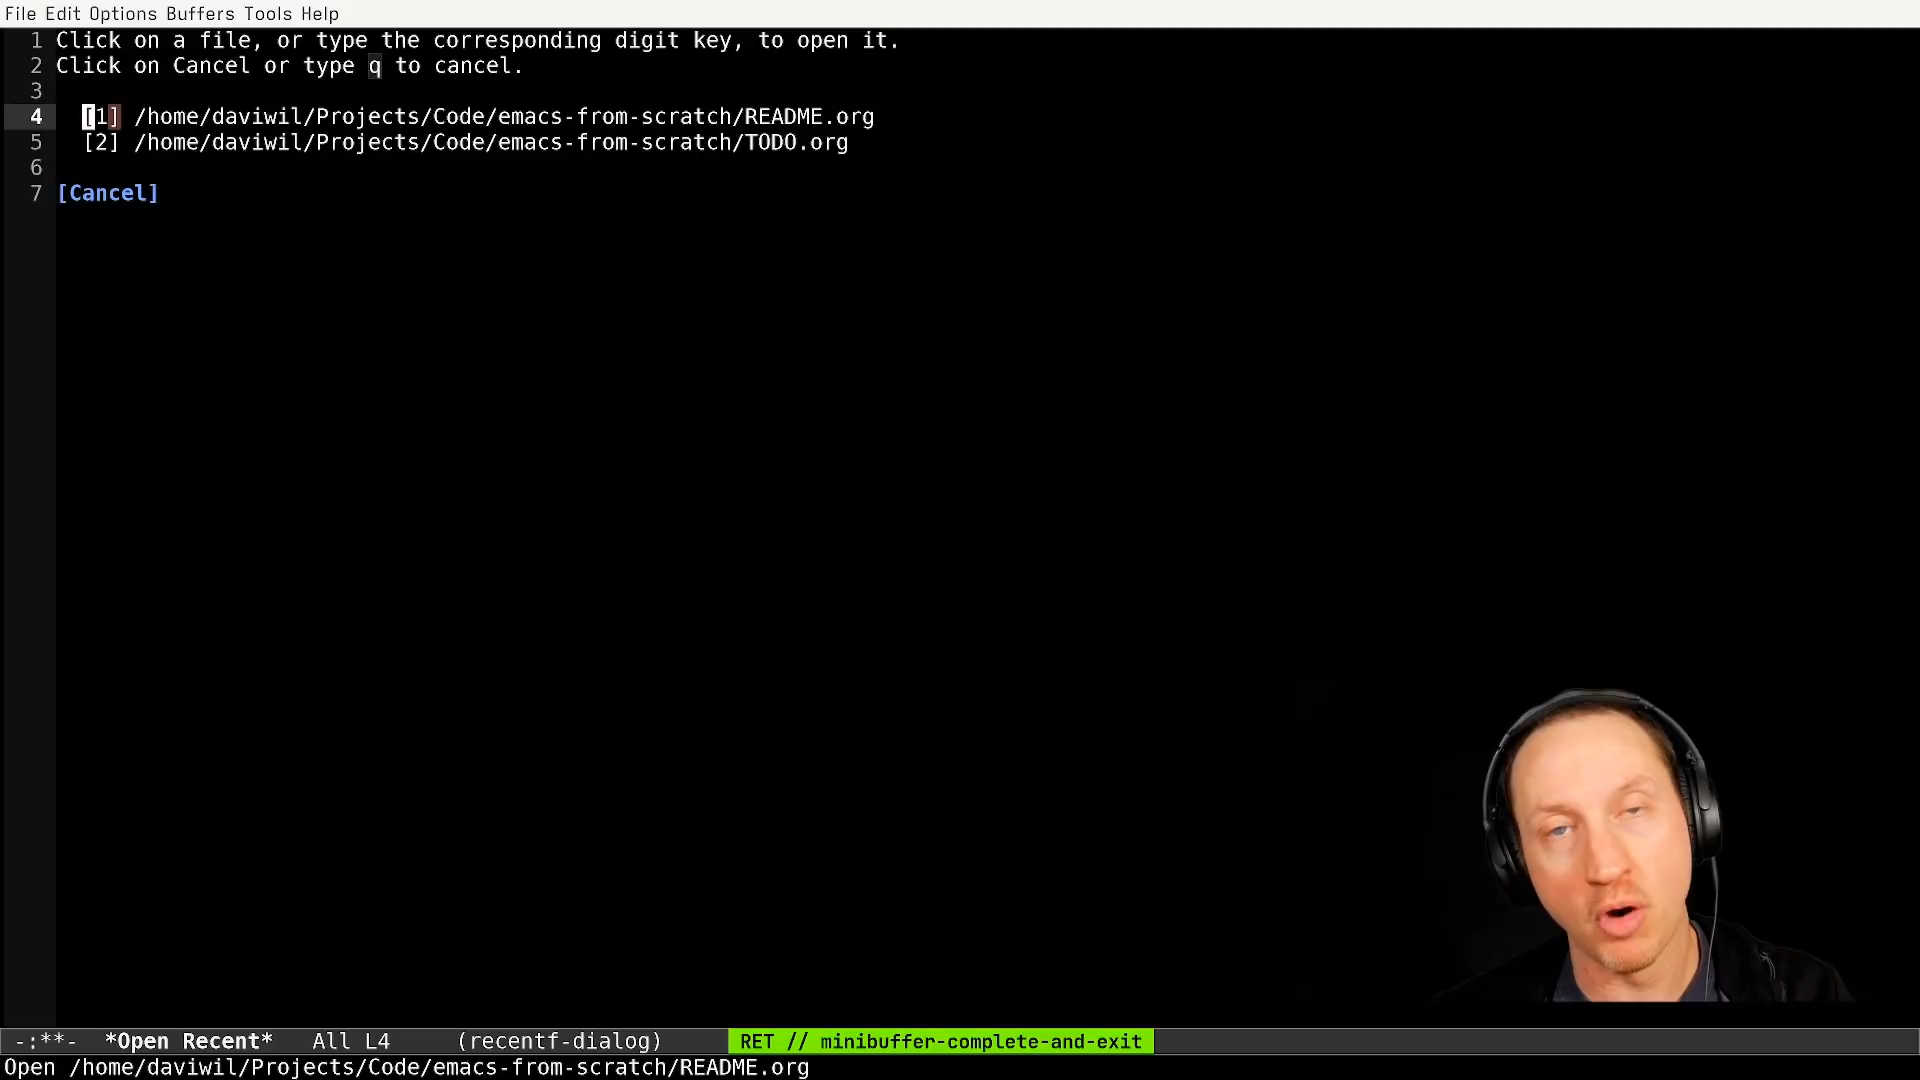 File Edit Options Buffers Tools Help
1 Click on a file, or type the corresponding digit key, to open it.
2 Click on Cancel or type q to cancel.
3
4 [1] /home/daviwil/Projects/Code/emacs-from-scratch/README.org
5 [2] /home/daviwil/Projects/Code/emacs-from-scratch/TODO.org
6
7 [Cancel]
-:**- *Open Recent* All L4 (recentf-dialog) RET // minibuffer-complete-and-exit
Open /home/daviwil/Projects/Code/emacs-from-scratch/README.org